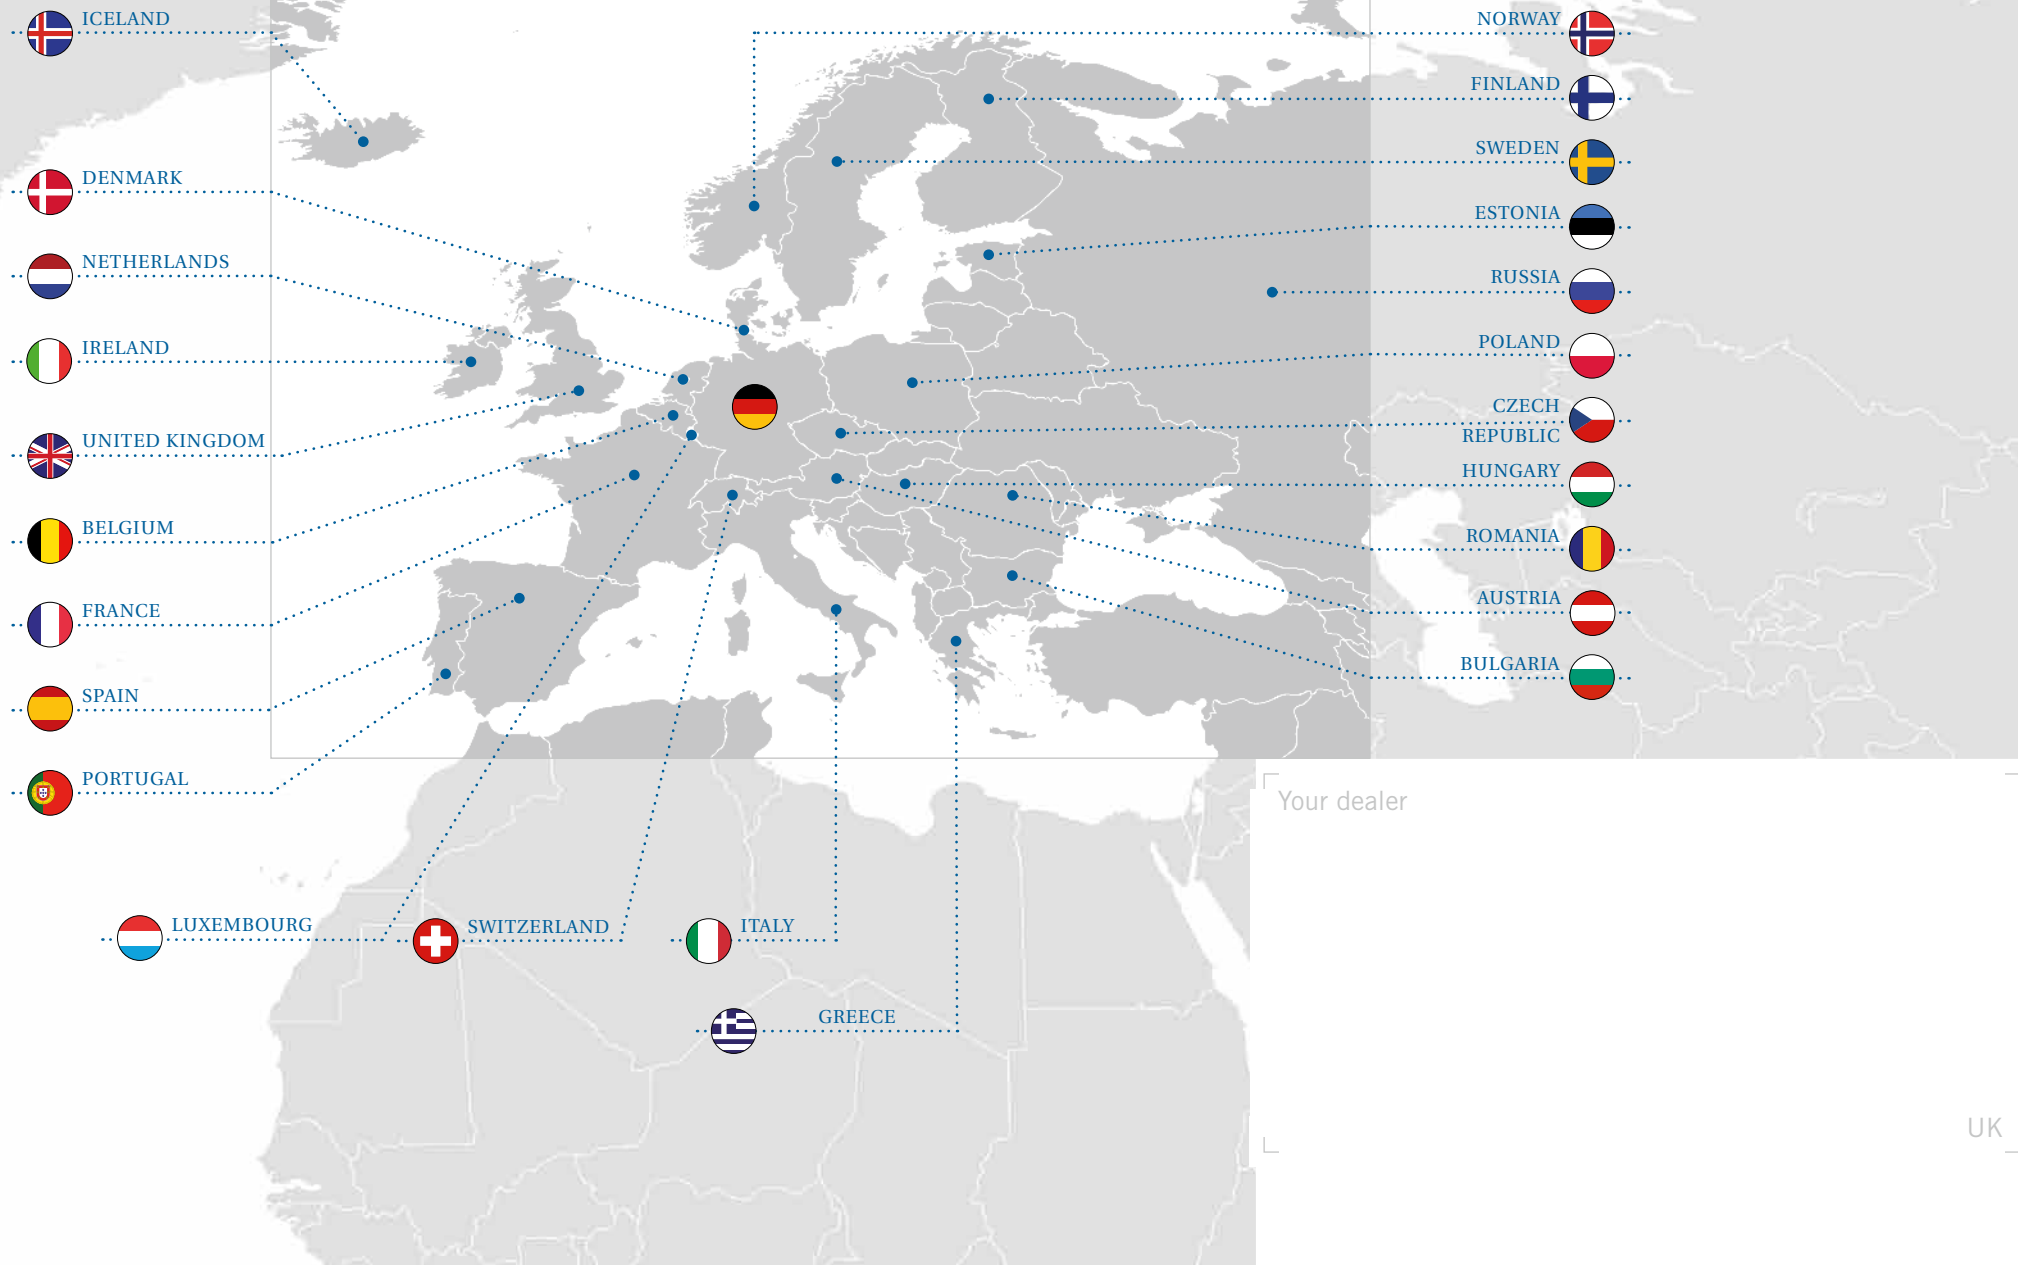 ICELAND
DENMARK
NETHERLANDS
IRELAND
UNITED KINGDOM
BELGIUM
FRANCE
SPAIN
PORTUGAL
LUXEMBOURG
SWITZERLAND
ITALY
GREECE
NORWAY
FINLAND
SWEDEN
ESTONIA
RUSSIA
POLAND
CZECH
REPUBLIC
HUNGARY
ROMANIA
AUSTRIA
BULGARIA
Your dealer
UK